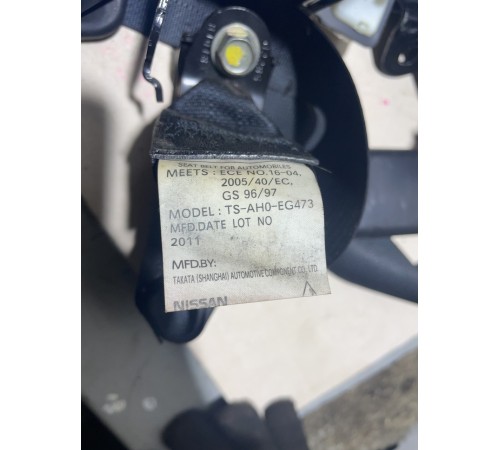 SEAT BELT FOR AUTOMOBILES
MEETS : ECE NO.16-04,
2005/40/EC,
GS 96/97
MODEL : TS-AH0-EG473
MFD.DATE LOT NO
2011
MFD.BY:
TAKATA (SHANGHAI) AUTOMOTIVE COMPONENT CO., LTD.
NISSAN